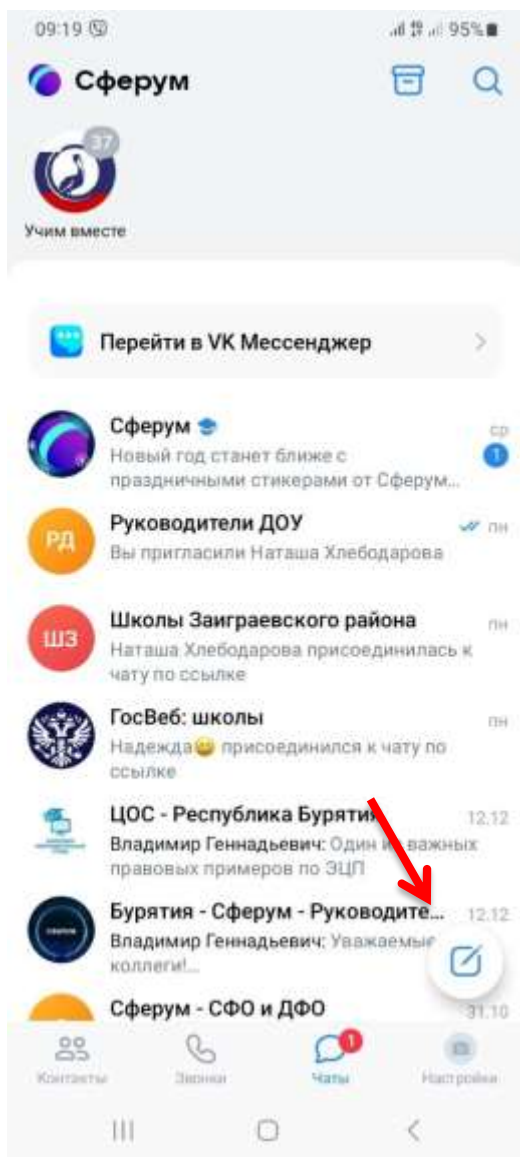 09:19
95%
Сферум
37
Учим вместе
Перейти в VK Мессенджер
Сферум
ср
Новый год станет ближе с
1
праздничными стикерами от Сферум...
РД
Руководители ДОУ
пн
Вы пригласили Наташа Хлебодарова
ШЗ
Школы Заиграевского района
пн
Наташа Хлебодарова присоединилась к
чату по ссылке
ГосВеб: школы
пн
Надежда😀 присоединился к чату по
ссылке
ЦОС - Республика Бурятия
12.12
Владимир Геннадьевич: Один из важных
правовых примеров по ЭЦП
Бурятия - Сферум - Руководите...
12.12
Владимир Геннадьевич: Уважаемые
коллеги!...
Сферум - СФО и ДФО
31.10
1
Контакты
Звонки
Чаты
Настройки